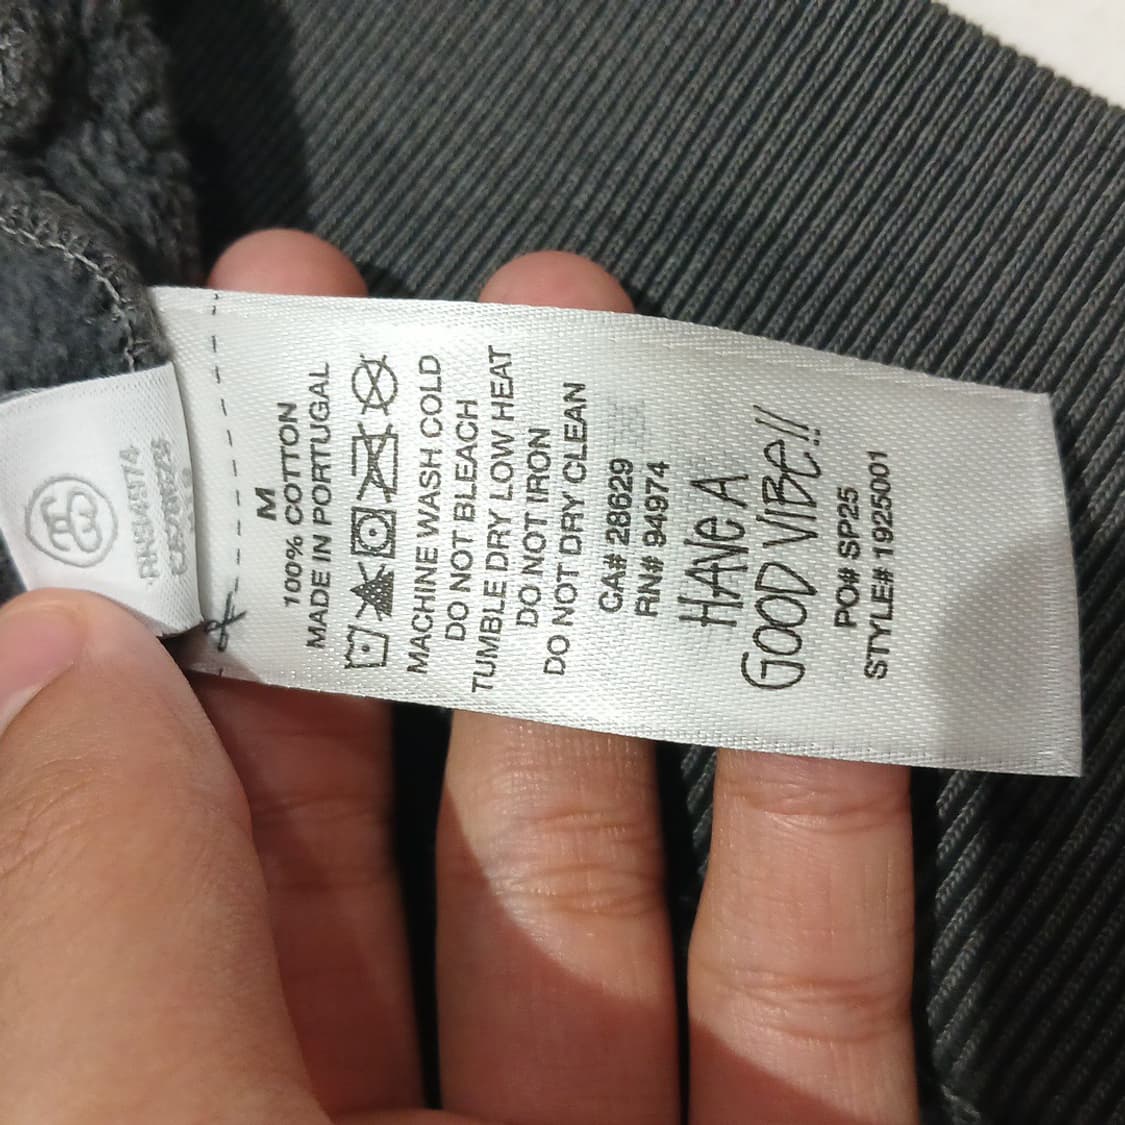 M
100% COTTON
MADE IN PORTUGAL
MACHINE WASH COLD
DO NOT BLEACH
TUMBLE DRY LOW HEAT
DO NOT IRON
DO NOT DRY CLEAN
CA# 28629
RN# 94974
HAVE A
GOOD VIBE!!
PO# SP25
STYLE# 1925001